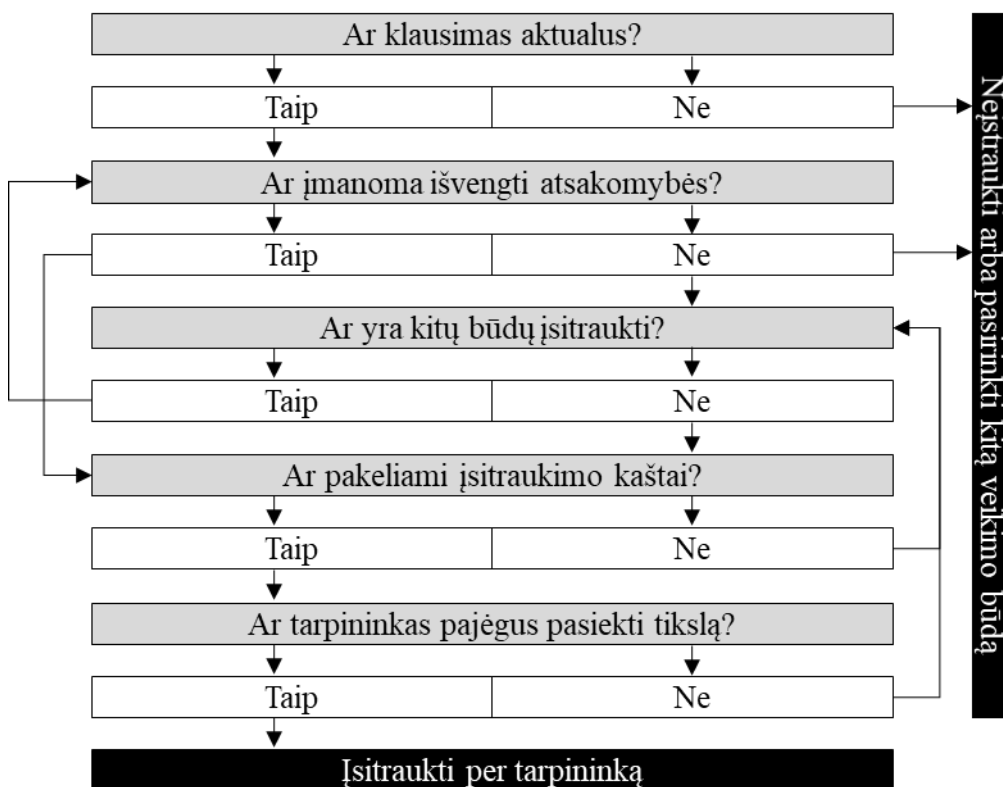 Ar klausimas aktualus?
Taip
Ne
Ar įmanoma išvengti atsakomybės?
Taip
Ne
Ar yra kitų būdų įsitraukti?
Taip
Ne
Ar pakeliami įsitraukimo kaštai?
Taip
Ne
Ar tarpininkas pajėgus pasiekti tikslą?
Taip
Ne
Įsitraukti per tarpininką
Neįstraukti arba pasirinkti kitą veikimo būdą